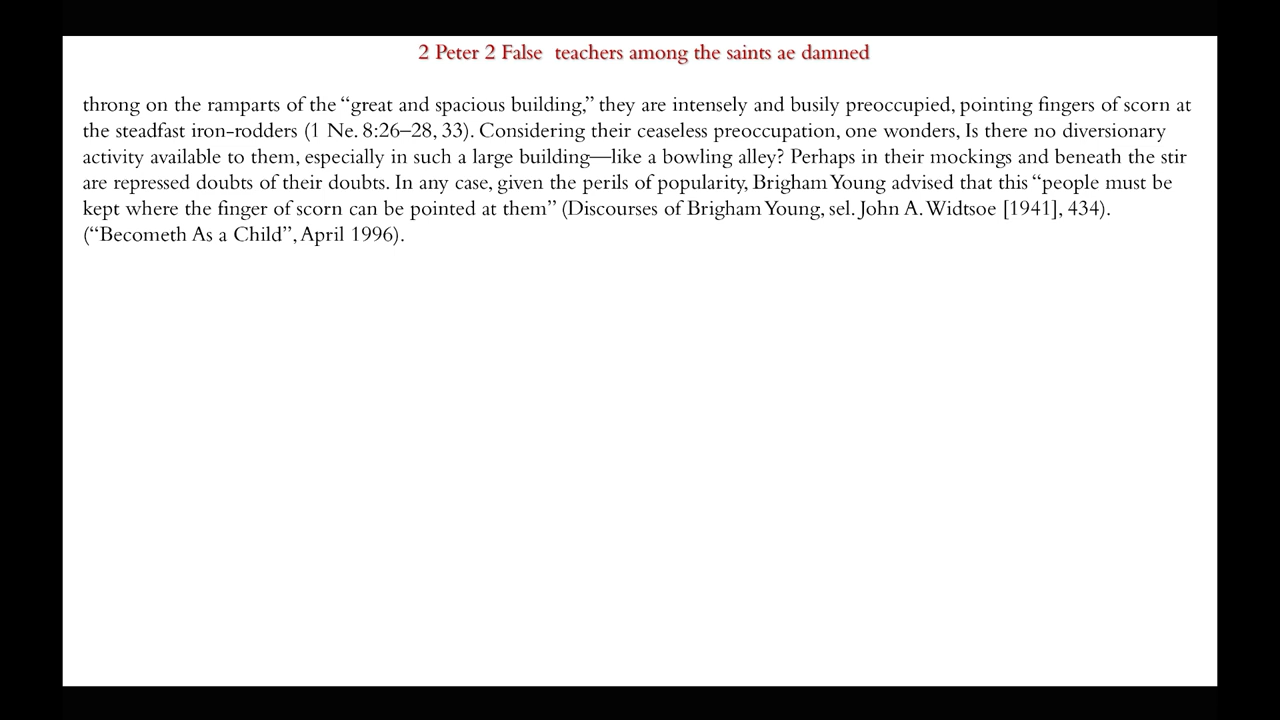 2 Peter 2 False  teachers among the saints ae damned
throng on the ramparts of the “great and spacious building,” they are intensely and busily preoccupied, pointing fingers of scorn at
the steadfast iron-rodders (1 Ne. 8:26–28, 33). Considering their ceaseless preoccupation, one wonders, Is there no diversionary
activity available to them, especially in such a large building—like a bowling alley? Perhaps in their mockings and beneath the stir
are repressed doubts of their doubts. In any case, given the perils of popularity, Brigham Young advised that this “people must be
kept where the finger of scorn can be pointed at them” (Discourses of Brigham Young, sel. John A. Widtsoe [1941], 434).
(“Becometh As a Child”, April 1996).